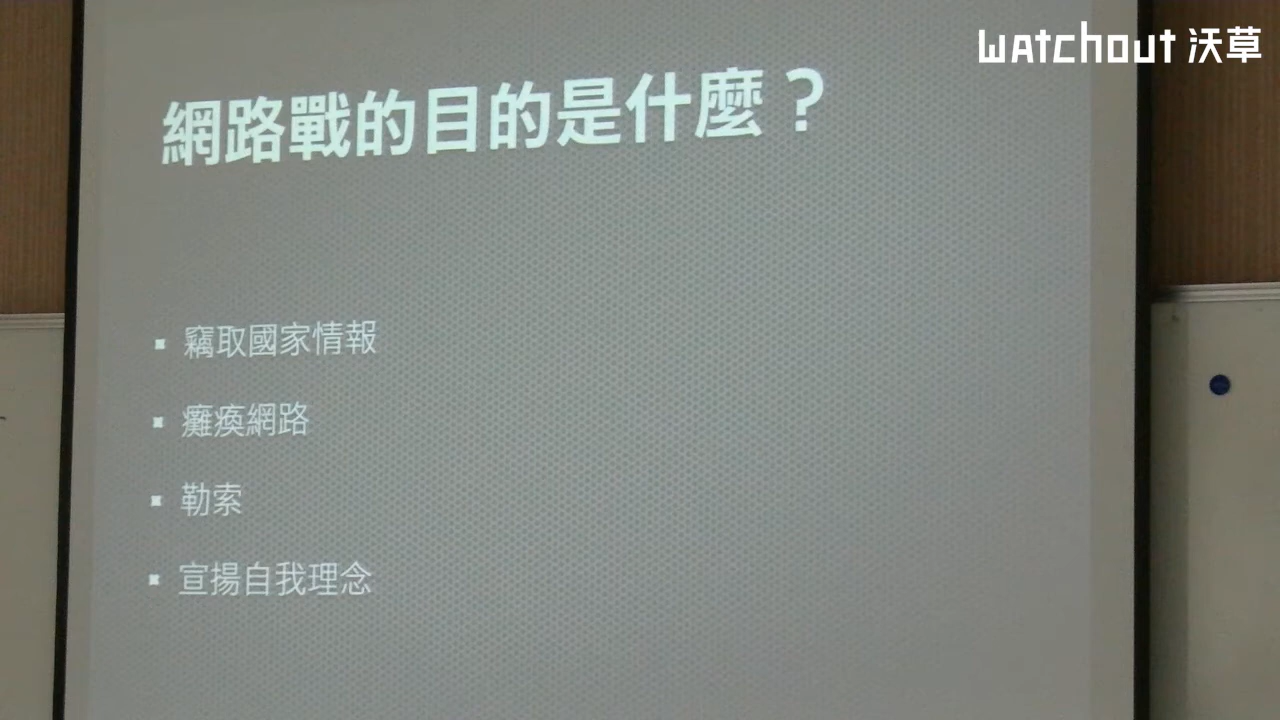 watchout 沃草
網路戰的目的是什麼？
▪ 竊取國家情報
▪ 癱瘓網路
▪ 勒索
▪ 宣揚自我理念